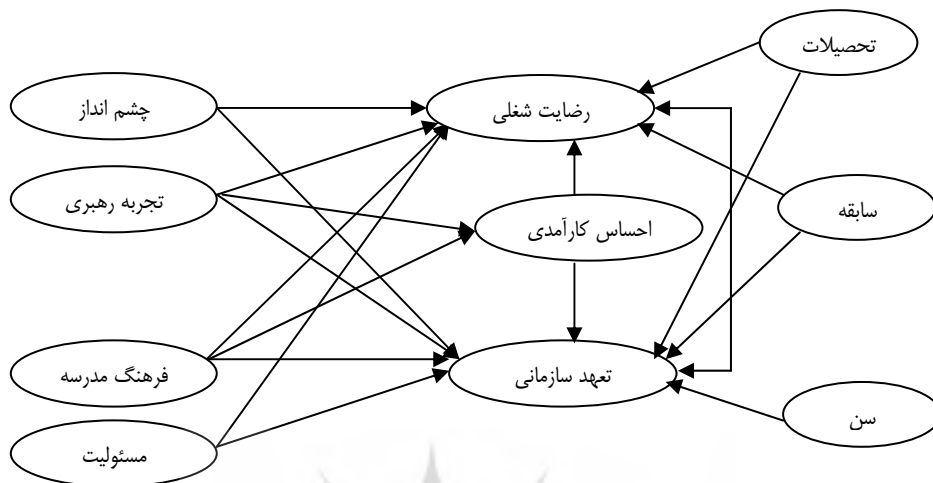 تحصیلات
چشم انداز
رضایت شغلی
تجربه رهبری
سابقه
احساس کارآمدی
فرهنگ مدرسه
تعهد سازمانی
سن
مسئولیت